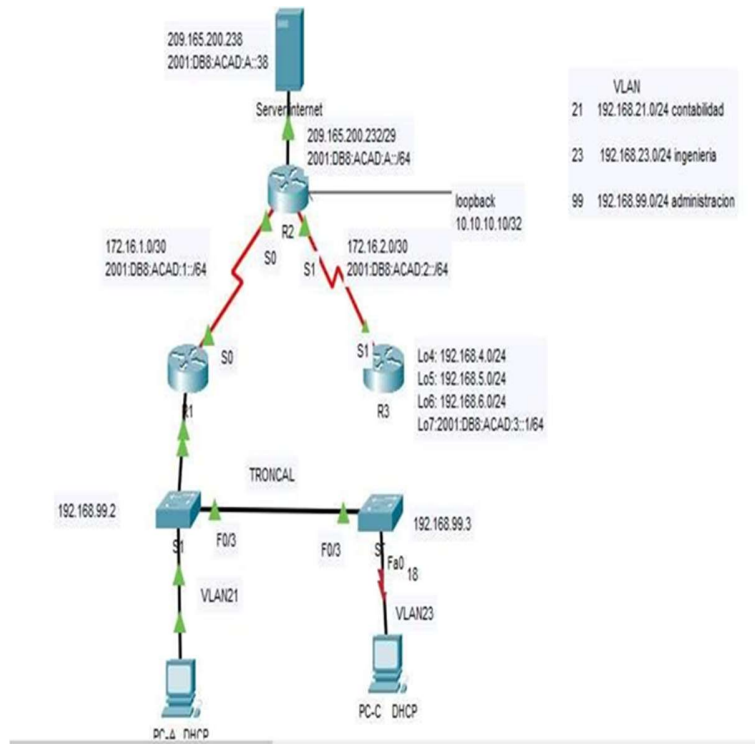 209.165.200.238
2001:DB8:ACAD:A::38
Server internet
209.165.200.232/29
2001:DB8:ACAD:A::/64
VLAN
21 192.168.21.0/24 contabilidad
23 192.168.23.0/24 ingenieria
99 192.168.99.0/24 administracion
loopback
10.10.10.10/32
R2
S0
S1
172.16.1.0/30
2001:DB8:ACAD:1::/64
172.16.2.0/30
2001:DB8:ACAD:2::/64
S0
S1
R1
R3
Lo4: 192.168.4.0/24
Lo5: 192.168.5.0/24
Lo6: 192.168.6.0/24
Lo7:2001:DB8:ACAD:3::1/64
TRONCAL
192.168.99.2
S1
F0/3
F0/3
192.168.99.3
Fa0
18
VLAN21
VLAN23
PC-A DHCP
PC-C DHCP